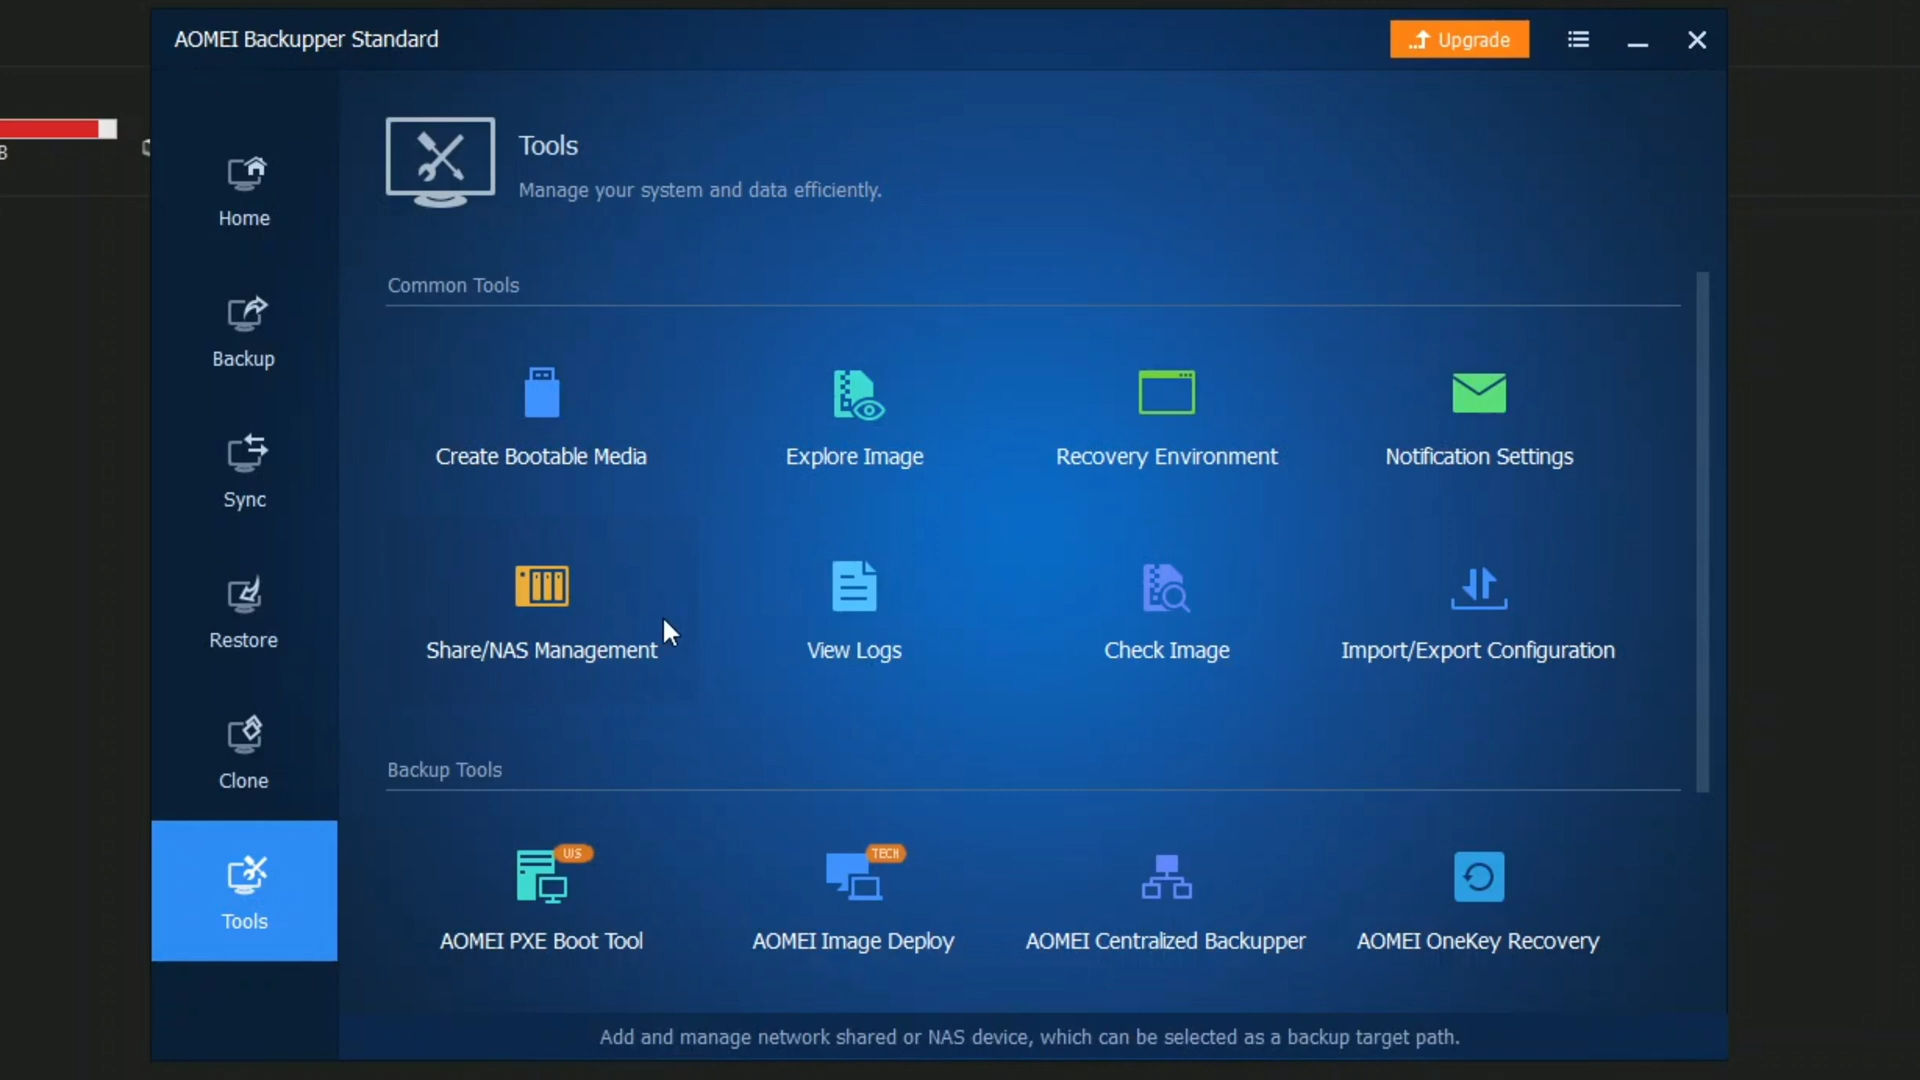 AOMEI Backupper Standard
Upgrade
B
Home
Backup
Sync
Restore
Clone
Tools
Tools
Manage your system and data efficiently.
Common Tools
Create Bootable Media
Explore Image
Recovery Environment
Notification Settings
Share/NAS Management
View Logs
Check Image
Import/Export Configuration
Backup Tools
WS
TECH
AOMEI PXE Boot Tool
AOMEI Image Deploy
AOMEI Centralized Backupper
AOMEI OneKey Recovery
Add and manage network shared or NAS device, which can be selected as a backup target path.